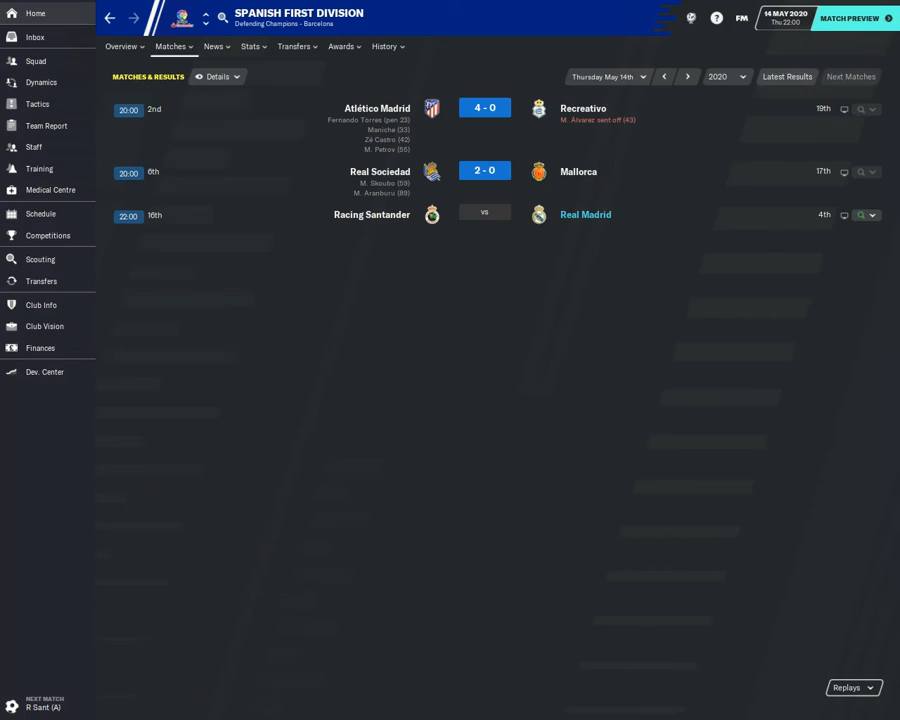 Home
SPANISH FIRST DIVISION
Defending Champions - Barcelona
?
FM
14 MAY 2020
Thu 22:00
MATCH PREVIEW
Inbox
Squad
Dynamics
Tactics
Team Report
Staff
Training
Medical Centre
Schedule
Competitions
Scouting
Transfers
Club Info
Club Vision
Finances
Dev. Center
Overview
Matches
News
Stats
Transfers
Awards
History
MATCHES & RESULTS
Details
Thursday May 14th
2020
Latest Results
Next Matches
20:00 2nd Atlético Madrid 4 - 0 Recreativo 19th
Fernando Torres (pen 23)
Maniche (33)
Zé Castro (42)
M. Petrov (55)
M. Álvarez sent off (43)
20:00 6th Real Sociedad 2 - 0 Mallorca 17th
M. Skoubo (59)
M. Aranburu (89)
22:00 16th Racing Santander vs Real Madrid 4th
Replays
NEXT MATCH
R Sant (A)